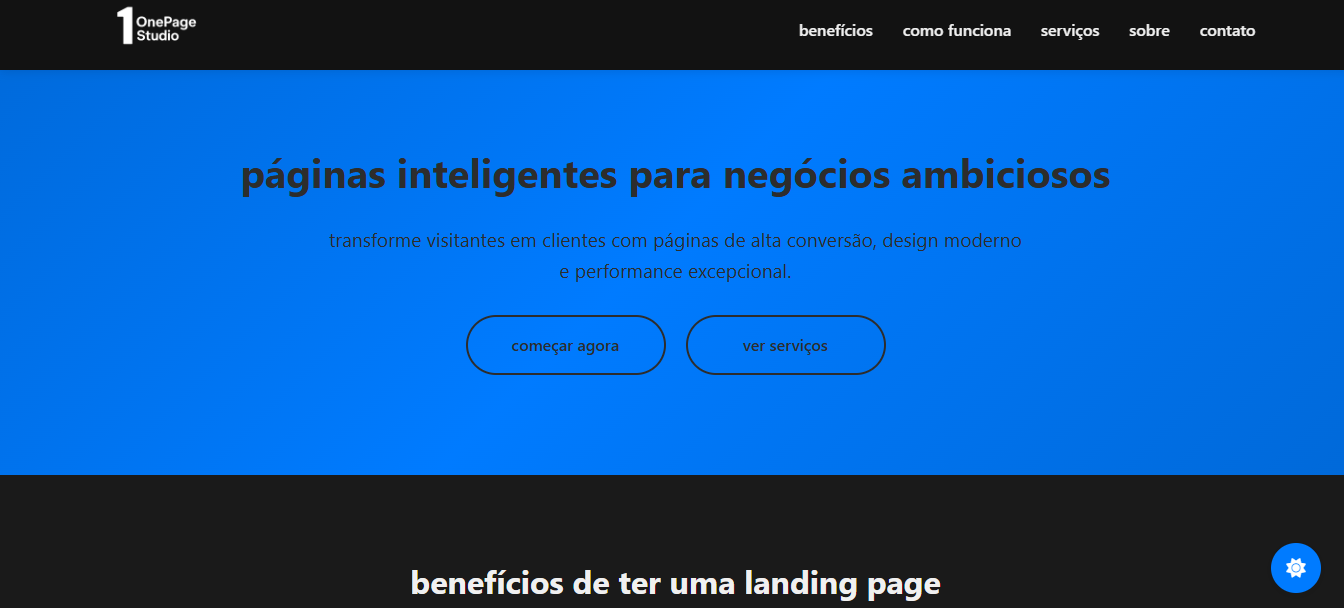 1 OnePage
Studio
benefícios como funciona serviços sobre contato
páginas inteligentes para negócios ambiciosos
transforme visitantes em clientes com páginas de alta conversão, design moderno
e performance excepcional.
começar agora ver serviços
benefícios de ter uma landing page